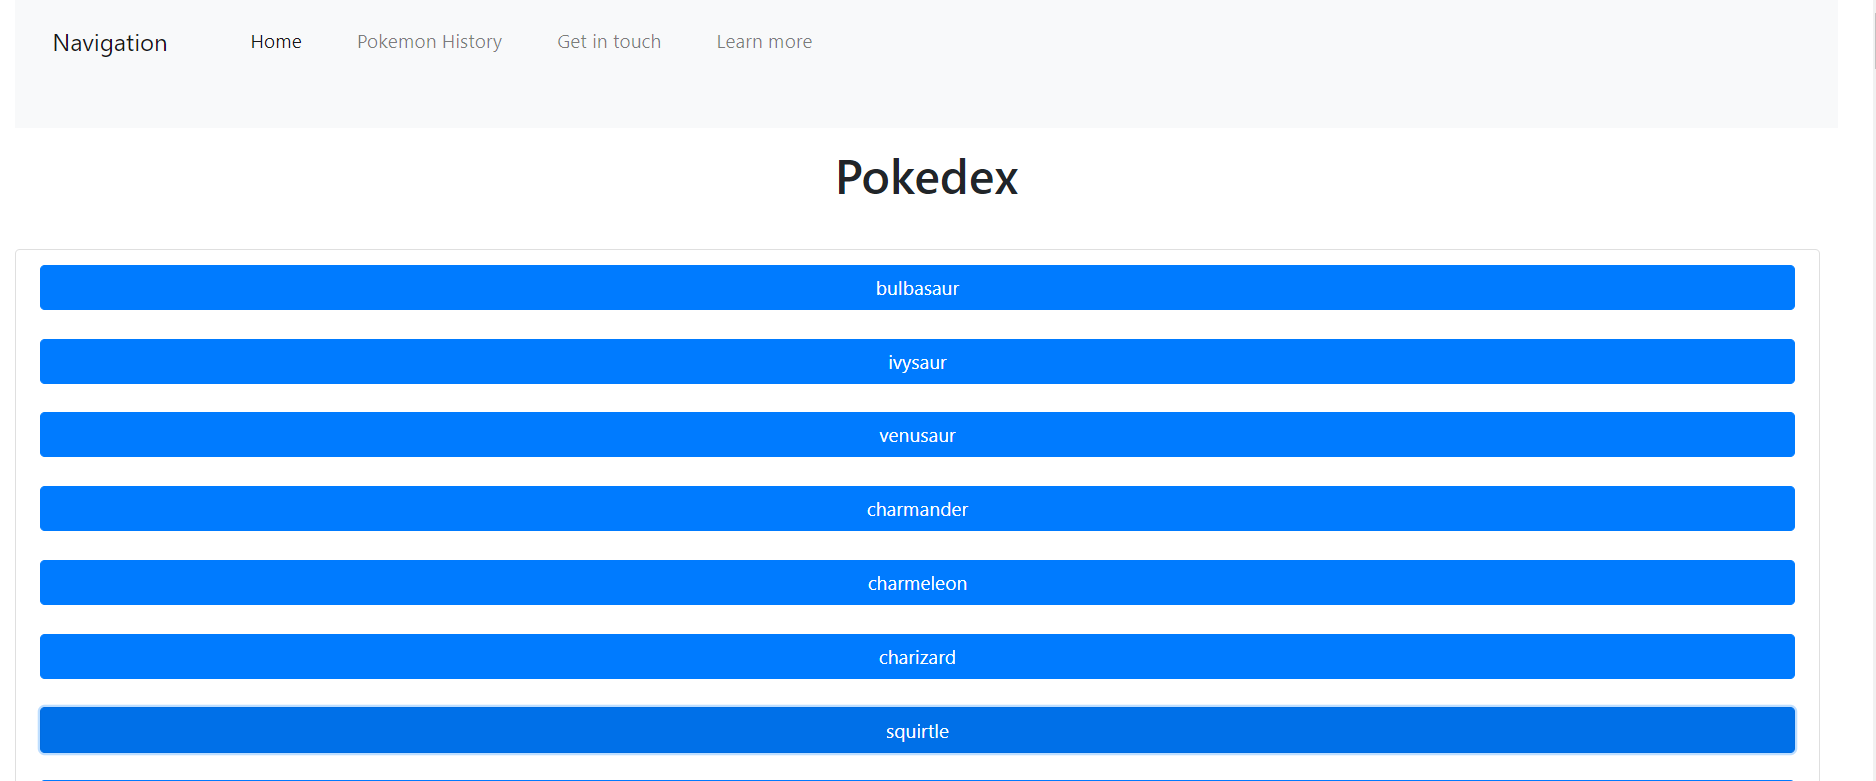 Navigation Home Pokemon History Get in touch Learn more
Pokedex
bulbasaur
ivysaur
venusaur
charmander
charmeleon
charizard
squirtle